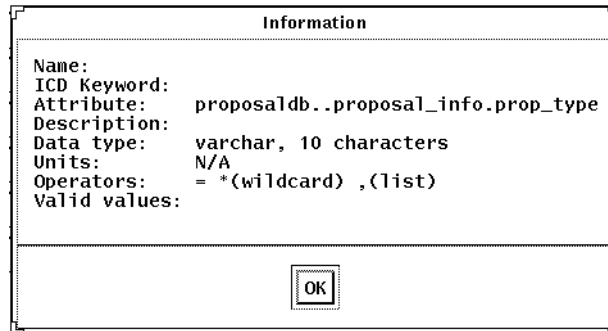 Information
Name:
ICD Keyword:
Attribute: proposaldb..proposal_info.prop_type
Description:
Data type: varchar, 10 characters
Units: N/A
Operators: = *(wildcard) ,(list)
Valid values:
OK